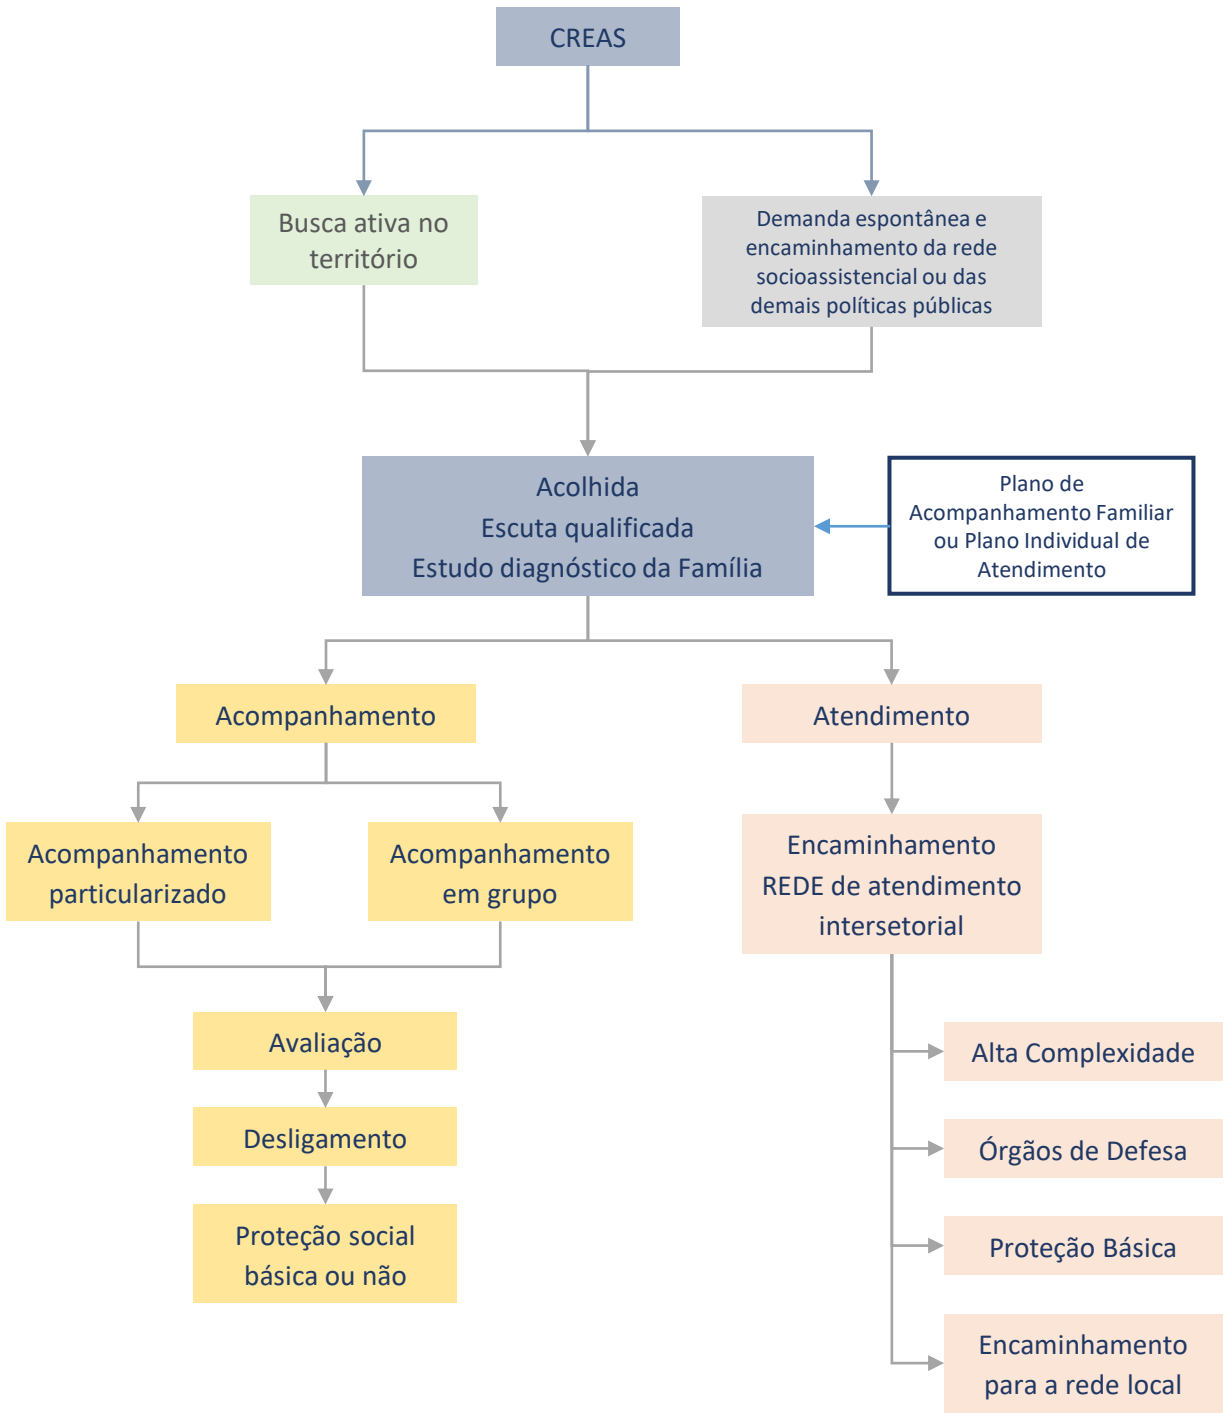 CREAS
Busca ativa no
território
Demanda espontânea e
encaminhamento da rede
socioassistencial ou das
demais políticas públicas
Acolhida
Escuta qualificada
Estudo diagnóstico da Família
Plano de
Acompanhamento Familiar
ou Plano Individual de
Atendimento
Acompanhamento
Atendimento
Acompanhamento
particularizado
Acompanhamento
em grupo
Encaminhamento
REDE de atendimento
intersetorial
Avaliação
Desligamento
Proteção social
básica ou não
Alta Complexidade
Órgãos de Defesa
Proteção Básica
Encaminhamento
para a rede local